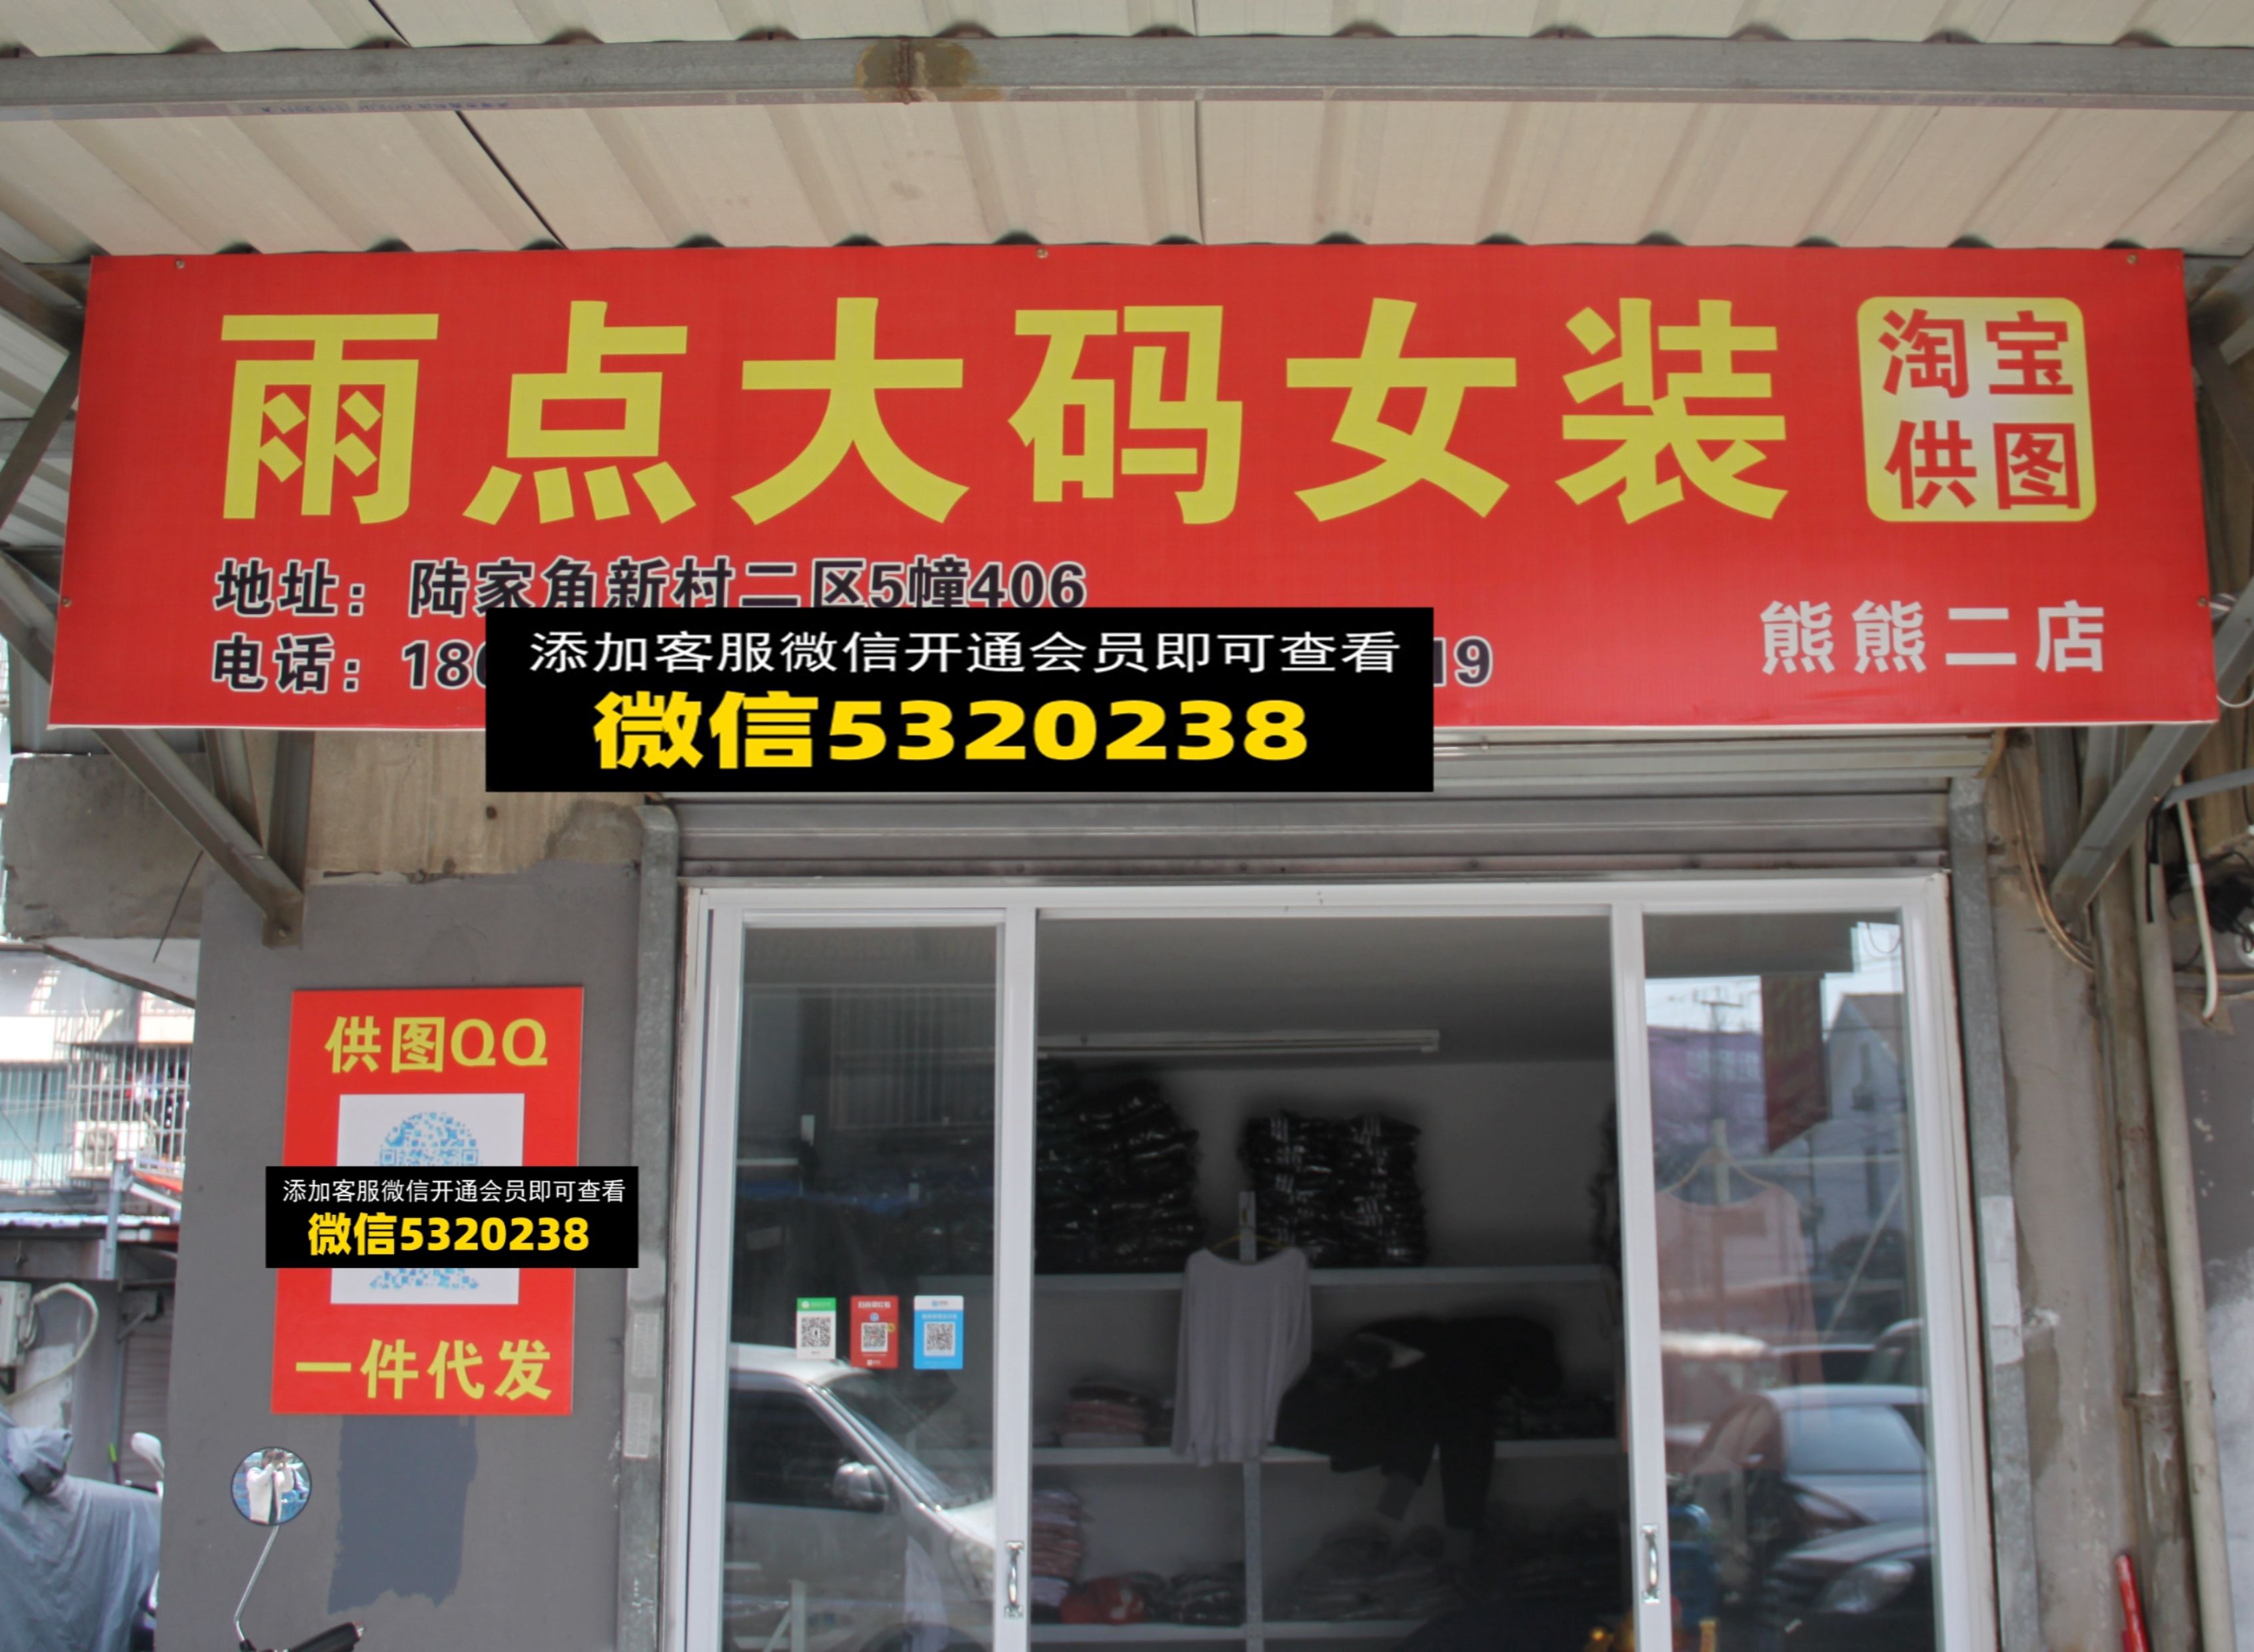 雨点大码女装
淘宝
供图
地址：陆家角新村二区5幢406
电话：180
19
熊熊二店
添加客服微信开通会员即可查看
微信5320238
供图QQ
添加客服微信开通会员即可查看
微信5320238
一件代发